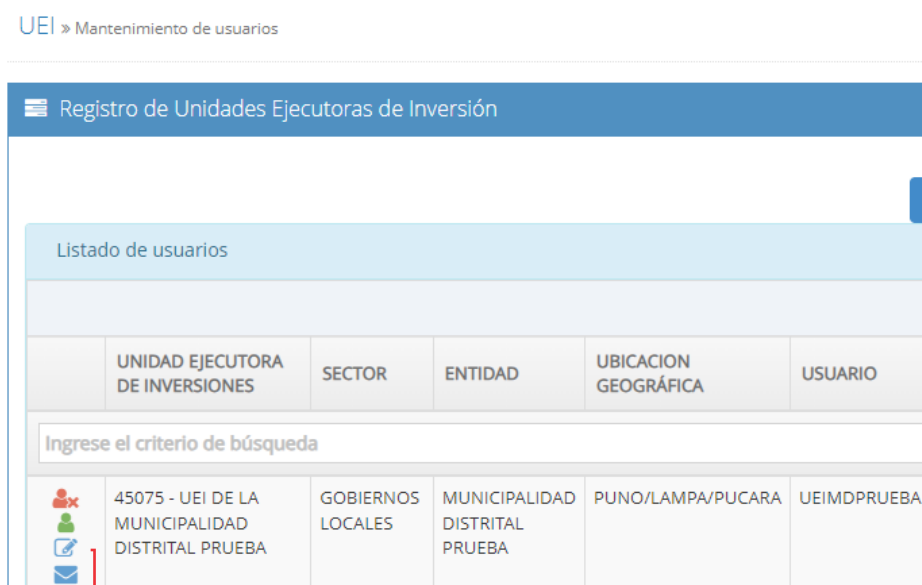 UEI » Mantenimiento de usuarios
Registro de Unidades Ejecutoras de Inversión
Listado de usuarios
UNIDAD EJECUTORA DE INVERSIONES
SECTOR
ENTIDAD
UBICACION GEOGRÁFICA
USUARIO
Ingrese el criterio de búsqueda
45075 - UEI DE LA
MUNICIPALIDAD
DISTRITAL PRUEBA
GOBIERNOS
LOCALES
MUNICIPALIDAD
DISTRITAL
PRUEBA
PUNO/LAMPA/PUCARA
UEIMDPRUEBA